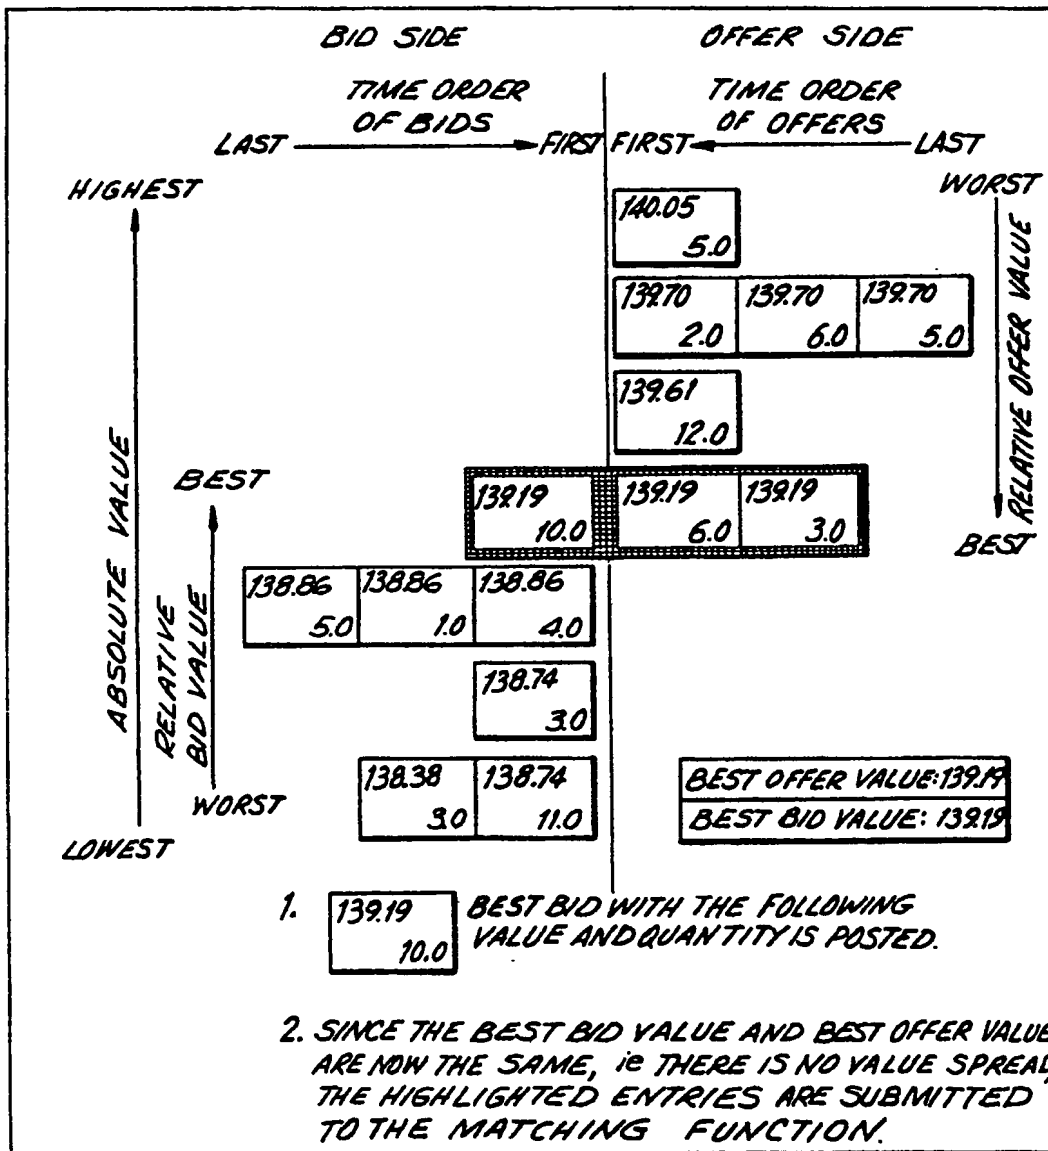 BID SIDE
OFFER SIDE
TIME ORDER
OF BIDS
TIME ORDER
OF OFFERS
LAST
FIRST
FIRST
LAST
HIGHEST
WORST
140.05
5.0
139.70
2.0
139.70
6.0
139.70
5.0
RELATIVE OFFER VALUE
139.61
12.0
ABSOLUTE VALUE
BEST
139.19
10.0
139.19
6.0
139.19
3.0
BEST
RELATIVE
BID VALUE
138.86
5.0
138.86
1.0
138.86
4.0
138.74
3.0
WORST
138.38
9.0
138.74
11.0
LOWEST
BEST OFFER VALUE: 139.19
BEST BID VALUE: 139.19
1.
139.19
10.0
BEST BID WITH THE FOLLOWING
VALUE AND QUANTITY IS POSTED.
2. SINCE THE BEST BID VALUE AND BEST OFFER VALUE
ARE NOW THE SAME, ie THERE IS NO VALUE SPREAD,
THE HIGHLIGHTED ENTRIES ARE SUBMITTED
TO THE MATCHING FUNCTION.